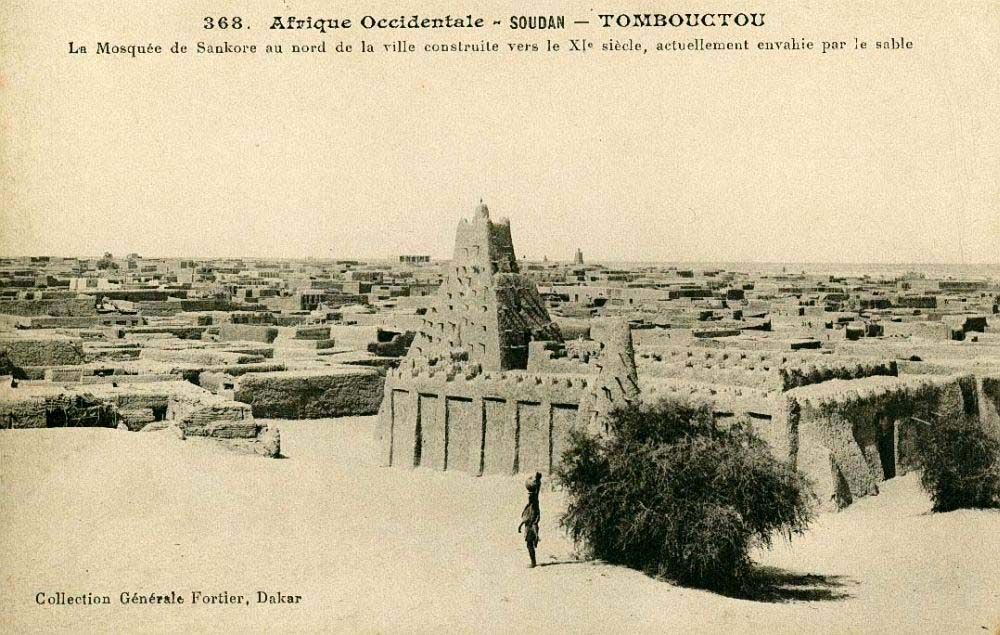 368. Afrique Occidentale - SOUDAN — TOMBOUCTOU
La Mosquée de Sankore au nord de la ville construite vers le XIe siècle, actuellement envahie par le sable
Collection Générale Fortier, Dakar